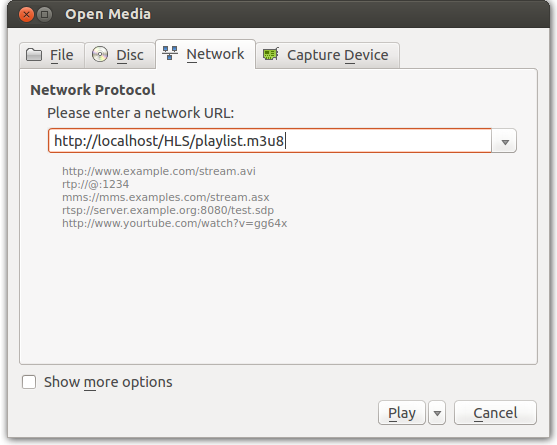 Open Media
File Disc Network Capture Device
Network Protocol
Please enter a network URL:
http://localhost/HLS/playlist.m3u8
http://www.example.com/stream.avi
rtp://@:1234
mms://mms.examples.com/stream.asx
rtsp://server.example.org:8080/test.sdp
http://www.yourtube.com/watch?v=gg64x
Show more options
Play Cancel